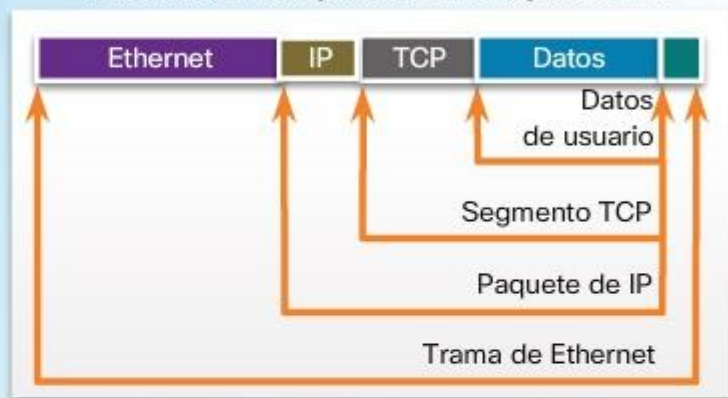 Ethernet IP TCP Datos
Datos
de usuario
Segmento TCP
Paquete de IP
Trama de Ethernet